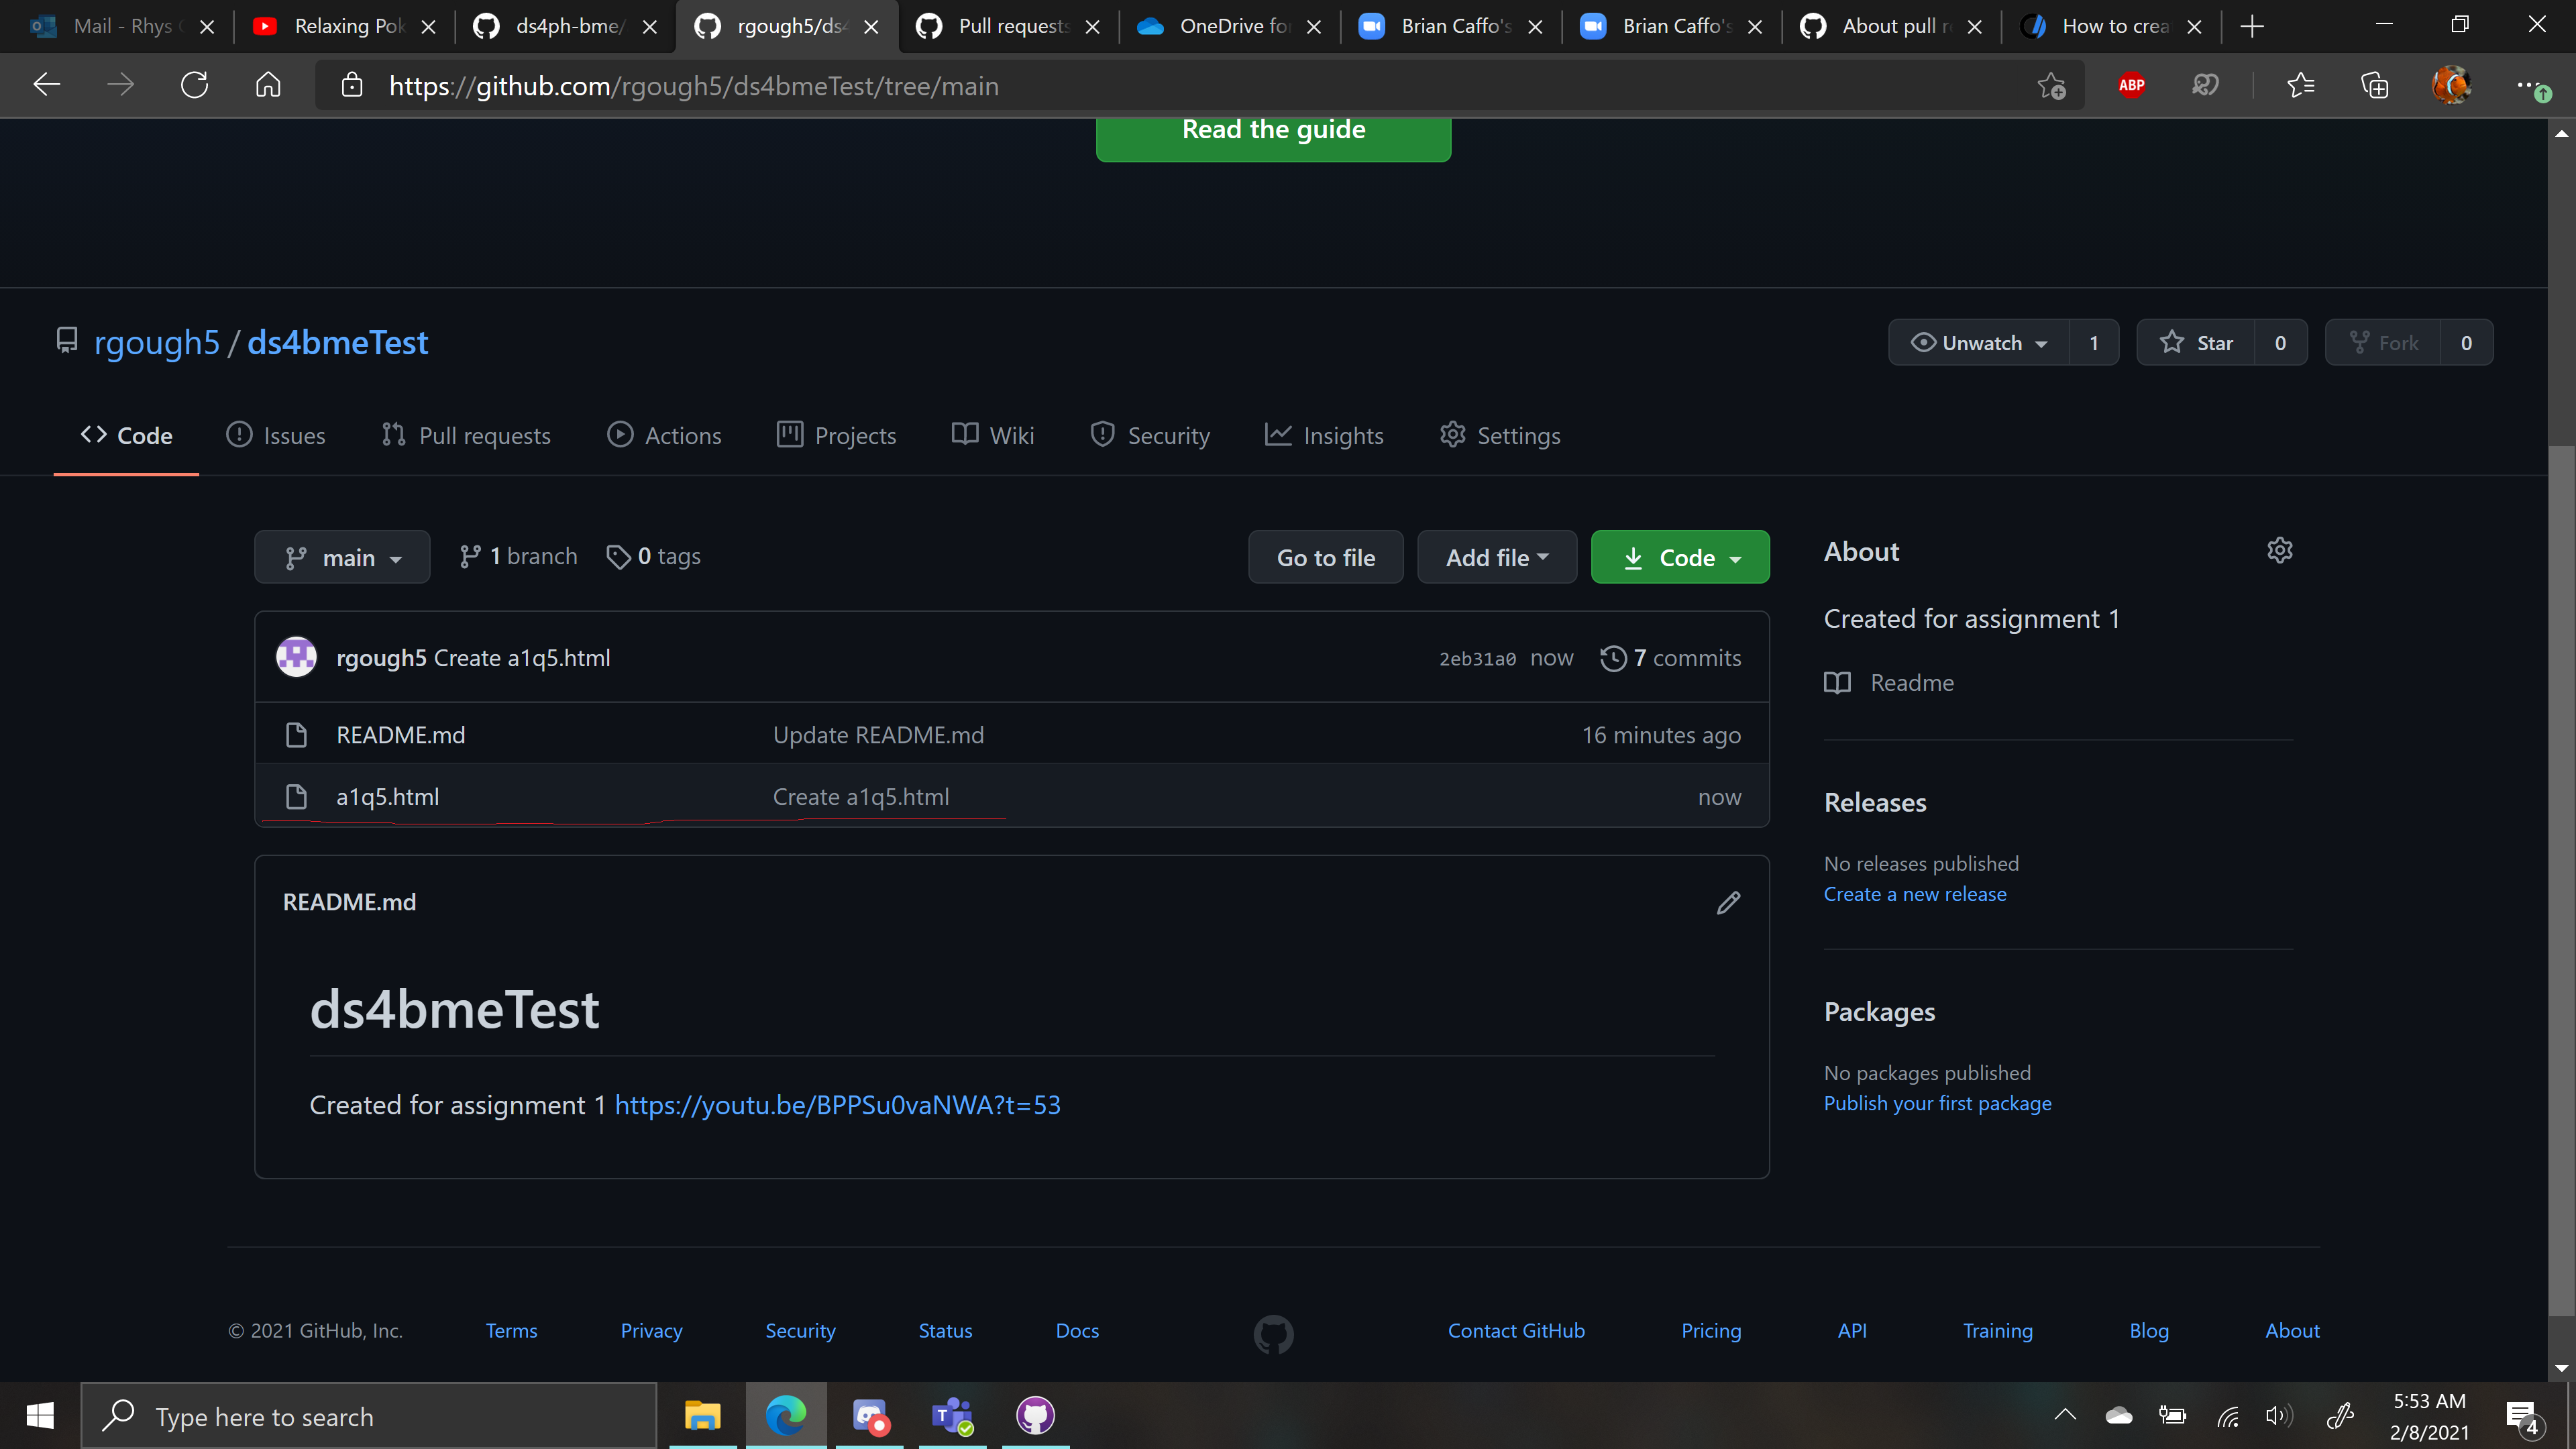 Mail - Rhys
Relaxing Pok
ds4ph-bme/
rgough5/ds4
Pull requests
OneDrive for
Brian Caffo's
Brian Caffo's
About pull r
How to crea
https://github.com/rgough5/ds4bmeTest/tree/main
ABP
Read the guide
rgough5 / ds4bmeTest
Unwatch 1
Star 0
Fork 0
Code
Issues
Pull requests
Actions
Projects
Wiki
Security
Insights
Settings
main
1 branch
0 tags
Go to file
Add file
Code
rgough5 Create a1q5.html
2eb31a0 now 7 commits
README.md Update README.md 16 minutes ago
a1q5.html Create a1q5.html now
README.md
ds4bmeTest
Created for assignment 1 https://youtu.be/BPPSu0vaNWA?t=53
About
Created for assignment 1
Readme
Releases
No releases published
Create a new release
Packages
No packages published
Publish your first package
© 2021 GitHub, Inc.
Terms
Privacy
Security
Status
Docs
Contact GitHub
Pricing
API
Training
Blog
About
Type here to search
5:53 AM
2/8/2021
4